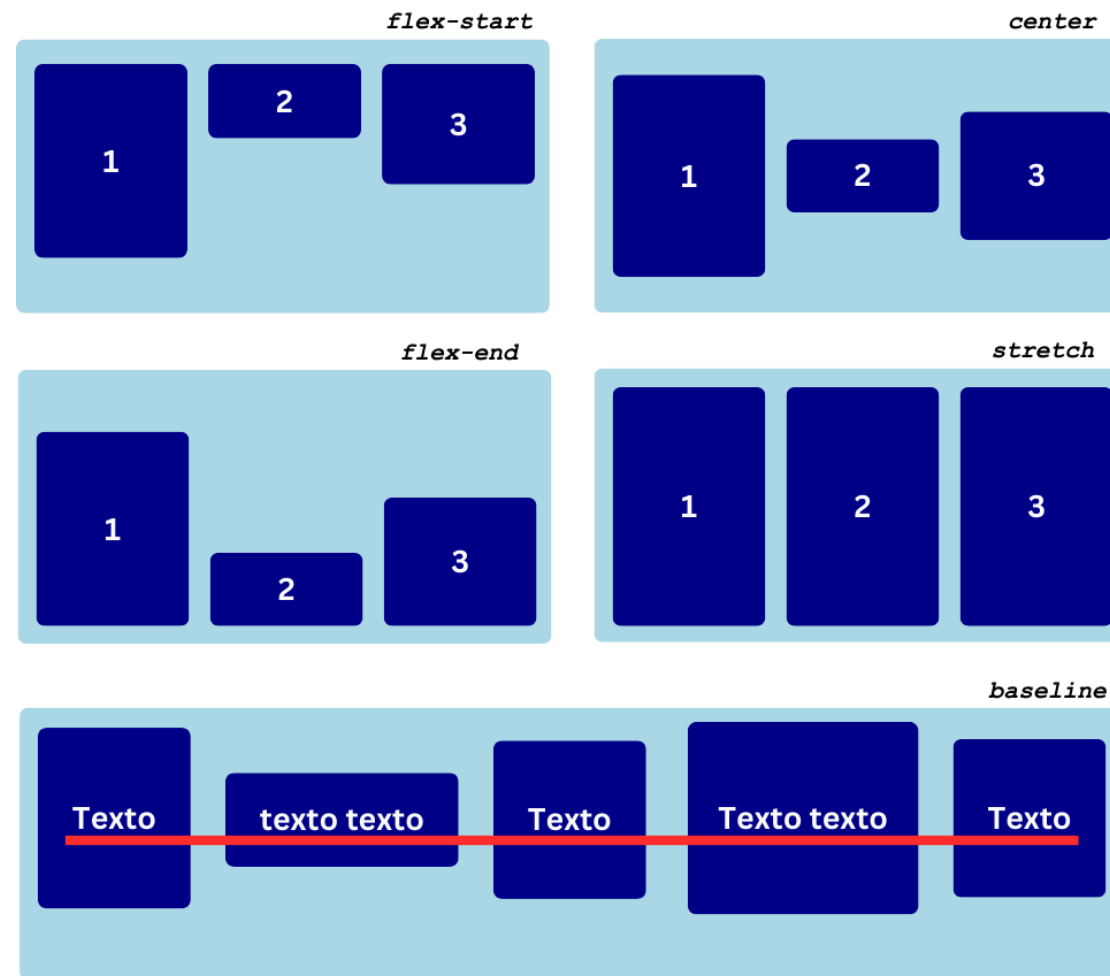 flex-start
1
2
3
center
1
2
3
flex-end
1
2
3
stretch
1
2
3
baseline
Texto
texto texto
Texto
Texto texto
Texto